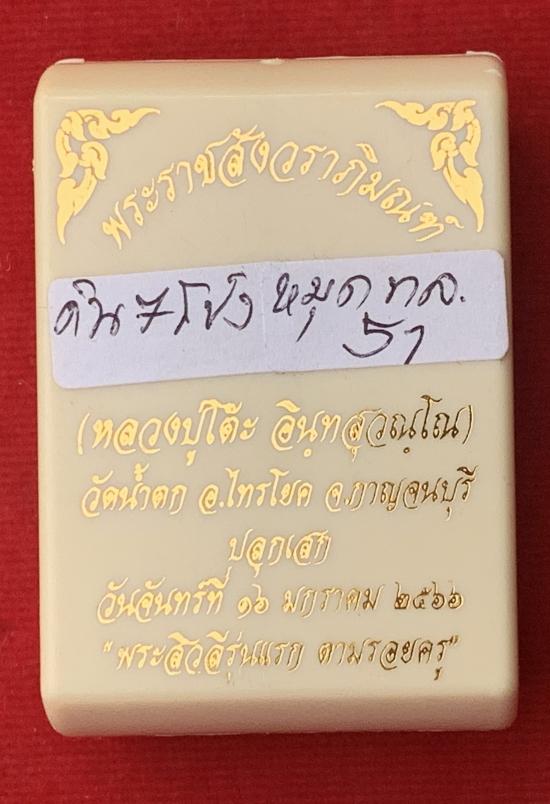 พระราชสังวราภิมณฑ์
ดิน 7 โป่ง หมุด ทล.
51
(หลวงปู่โต๊ะ อินฺทสุวณฺโณ)
วัดน้ำตก อ.ไทรโยค จ.กาญจนบุรี
ปลุกเสก
วันจันทร์ที่ ๑๖ มกราคม ๒๕๖๖
"พระสิวลีรุ่นแรก ตามรอยครู"